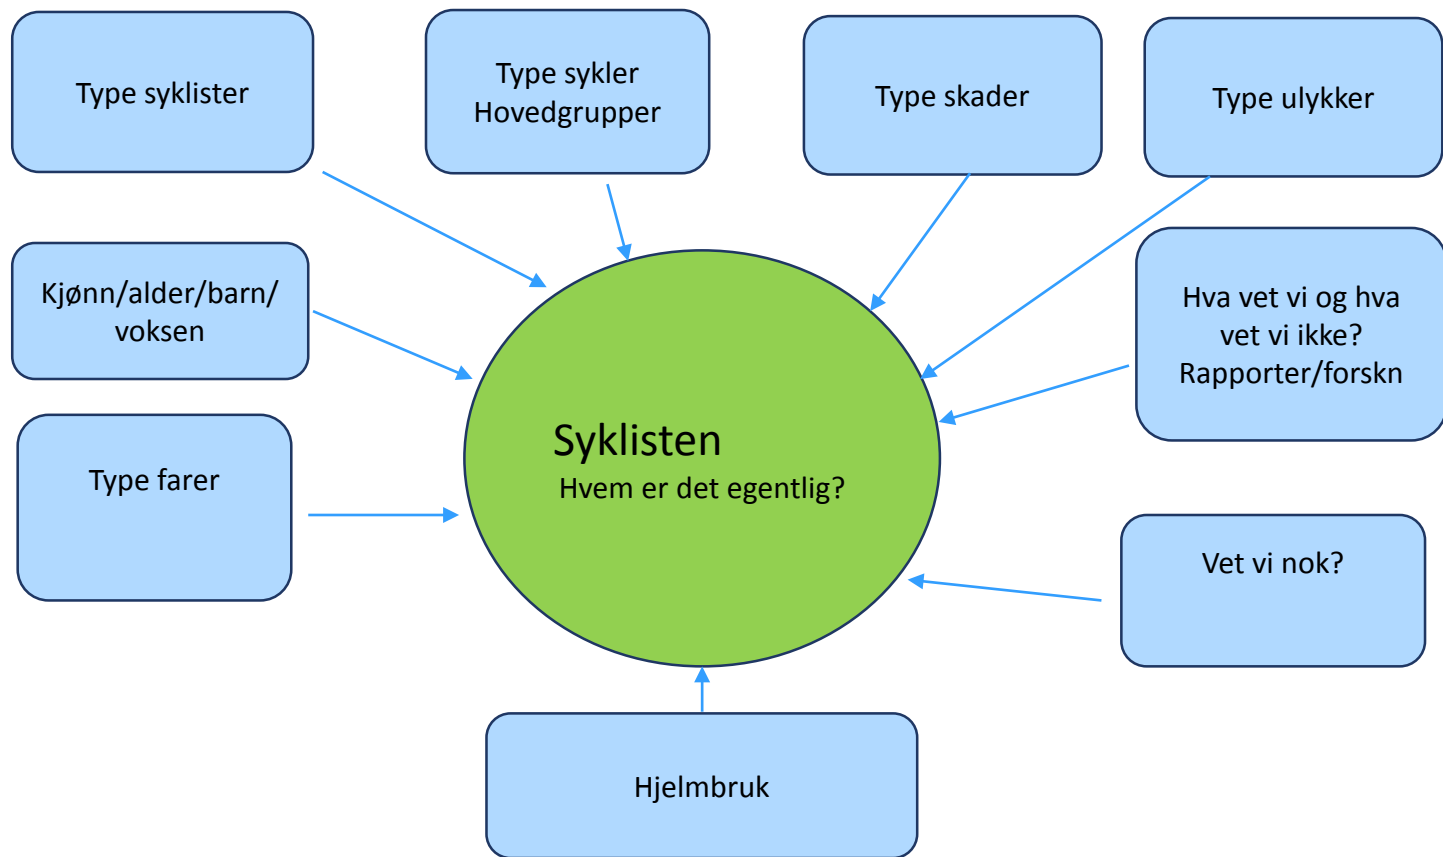 Type syklister
Type sykler
Hovedgrupper
Type skader
Type ulykker
Kjønn/alder/barn/
voksen
Hva vet vi og hva
vet vi ikke?
Rapporter/forskn
Type farer
Syklisten
Hvem er det egentlig?
Vet vi nok?
Hjelmbruk